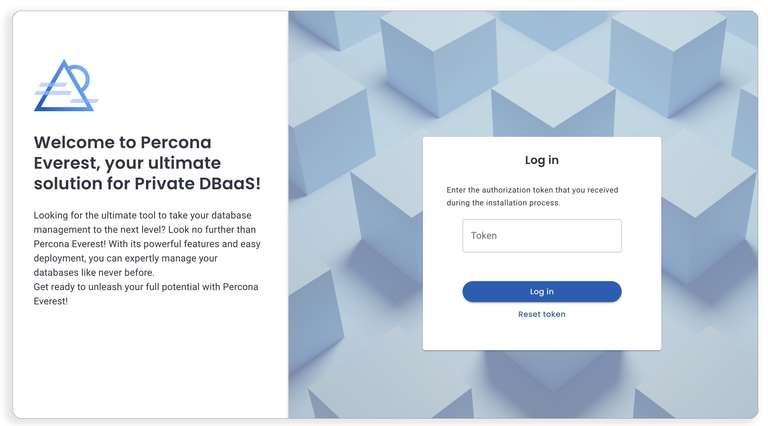 Welcome to Percona
Everest, your ultimate
solution for Private DBaaS!
Looking for the ultimate tool to take your database
management to the next level? Look no further than
Percona Everest! With its powerful features and easy
deployment, you can expertly manage your
databases like never before.
Get ready to unleash your full potential with Percona
Everest!
Log in
Enter the authorization token that you received
during the installation process.
Token
Log in
Reset token